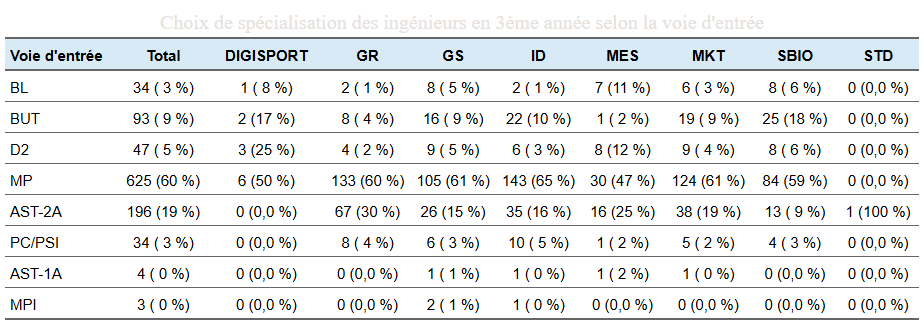 Choix de spécialisation des ingénieurs en 3ème année selon la voie d'entrée
Voie d'entrée Total DIGISPORT GR GS ID MES MKT SBIO STD
BL 34 ( 3 %) 1 ( 8 %) 2 ( 1 %) 8 ( 5 %) 2 ( 1 %) 7 (11 %) 6 ( 3 %) 8 ( 6 %) 0 (0,0 %)
BUT 93 ( 9 %) 2 (17 %) 8 ( 4 %) 16 ( 9 %) 22 (10 %) 1 ( 2 %) 19 ( 9 %) 25 (18 %) 0 (0,0 %)
D2 47 ( 5 %) 3 (25 %) 4 ( 2 %) 9 ( 5 %) 6 ( 3 %) 8 (12 %) 9 ( 4 %) 8 ( 6 %) 0 (0,0 %)
MP 625 (60 %) 6 (50 %) 133 (60 %) 105 (61 %) 143 (65 %) 30 (47 %) 124 (61 %) 84 (59 %) 0 (0,0 %)
AST-2A 196 (19 %) 0 (0,0 %) 67 (30 %) 26 (15 %) 35 (16 %) 16 (25 %) 38 (19 %) 13 ( 9 %) 1 (100 %)
PC/PSI 34 ( 3 %) 0 (0,0 %) 8 ( 4 %) 6 ( 3 %) 10 ( 5 %) 1 ( 2 %) 5 ( 2 %) 4 ( 3 %) 0 (0,0 %)
AST-1A 4 ( 0 %) 0 (0,0 %) 0 (0,0 %) 1 ( 1 %) 1 ( 0 %) 1 ( 2 %) 1 ( 0 %) 0 (0,0 %) 0 (0,0 %)
MPI 3 ( 0 %) 0 (0,0 %) 0 (0,0 %) 2 ( 1 %) 1 ( 0 %) 0 (0,0 %) 0 (0,0 %) 0 (0,0 %) 0 (0,0 %)